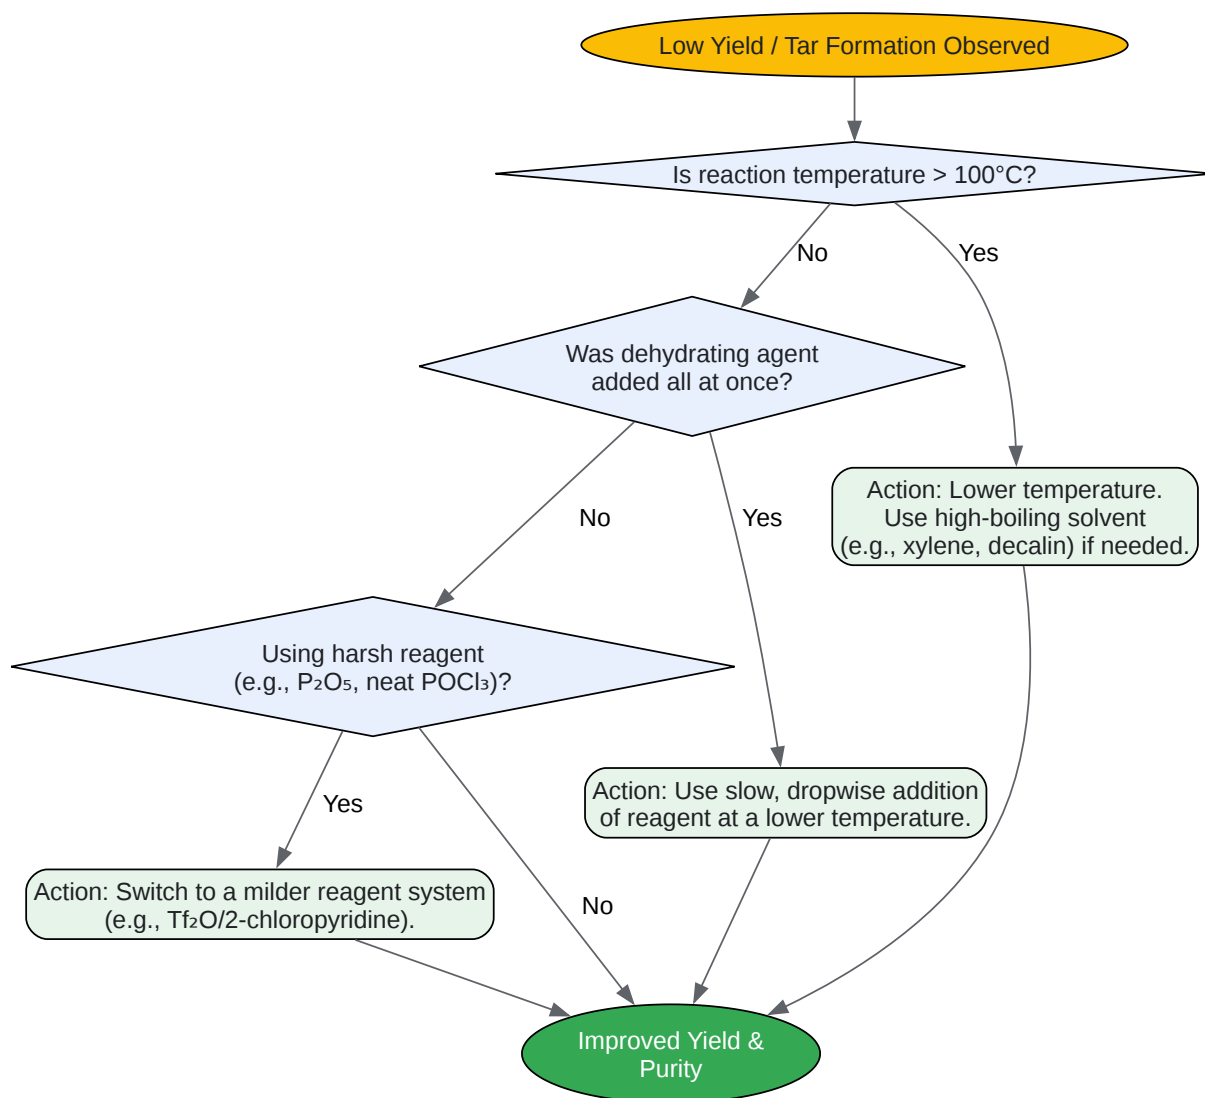 Low Yield / Tar Formation Observed
Is reaction temperature > 100°C?
No
Yes
Was dehydrating agent
added all at once?
Action: Lower temperature.
Use high-boiling solvent
(e.g., xylene, decalin) if needed.
No
Yes
Using harsh reagent
(e.g., P₂O₅, neat POCl₃)?
Action: Use slow, dropwise addition
of reagent at a lower temperature.
Yes
Action: Switch to a milder reagent system
(e.g., Tf₂O/2-chloropyridine).
No
Improved Yield &
Purity